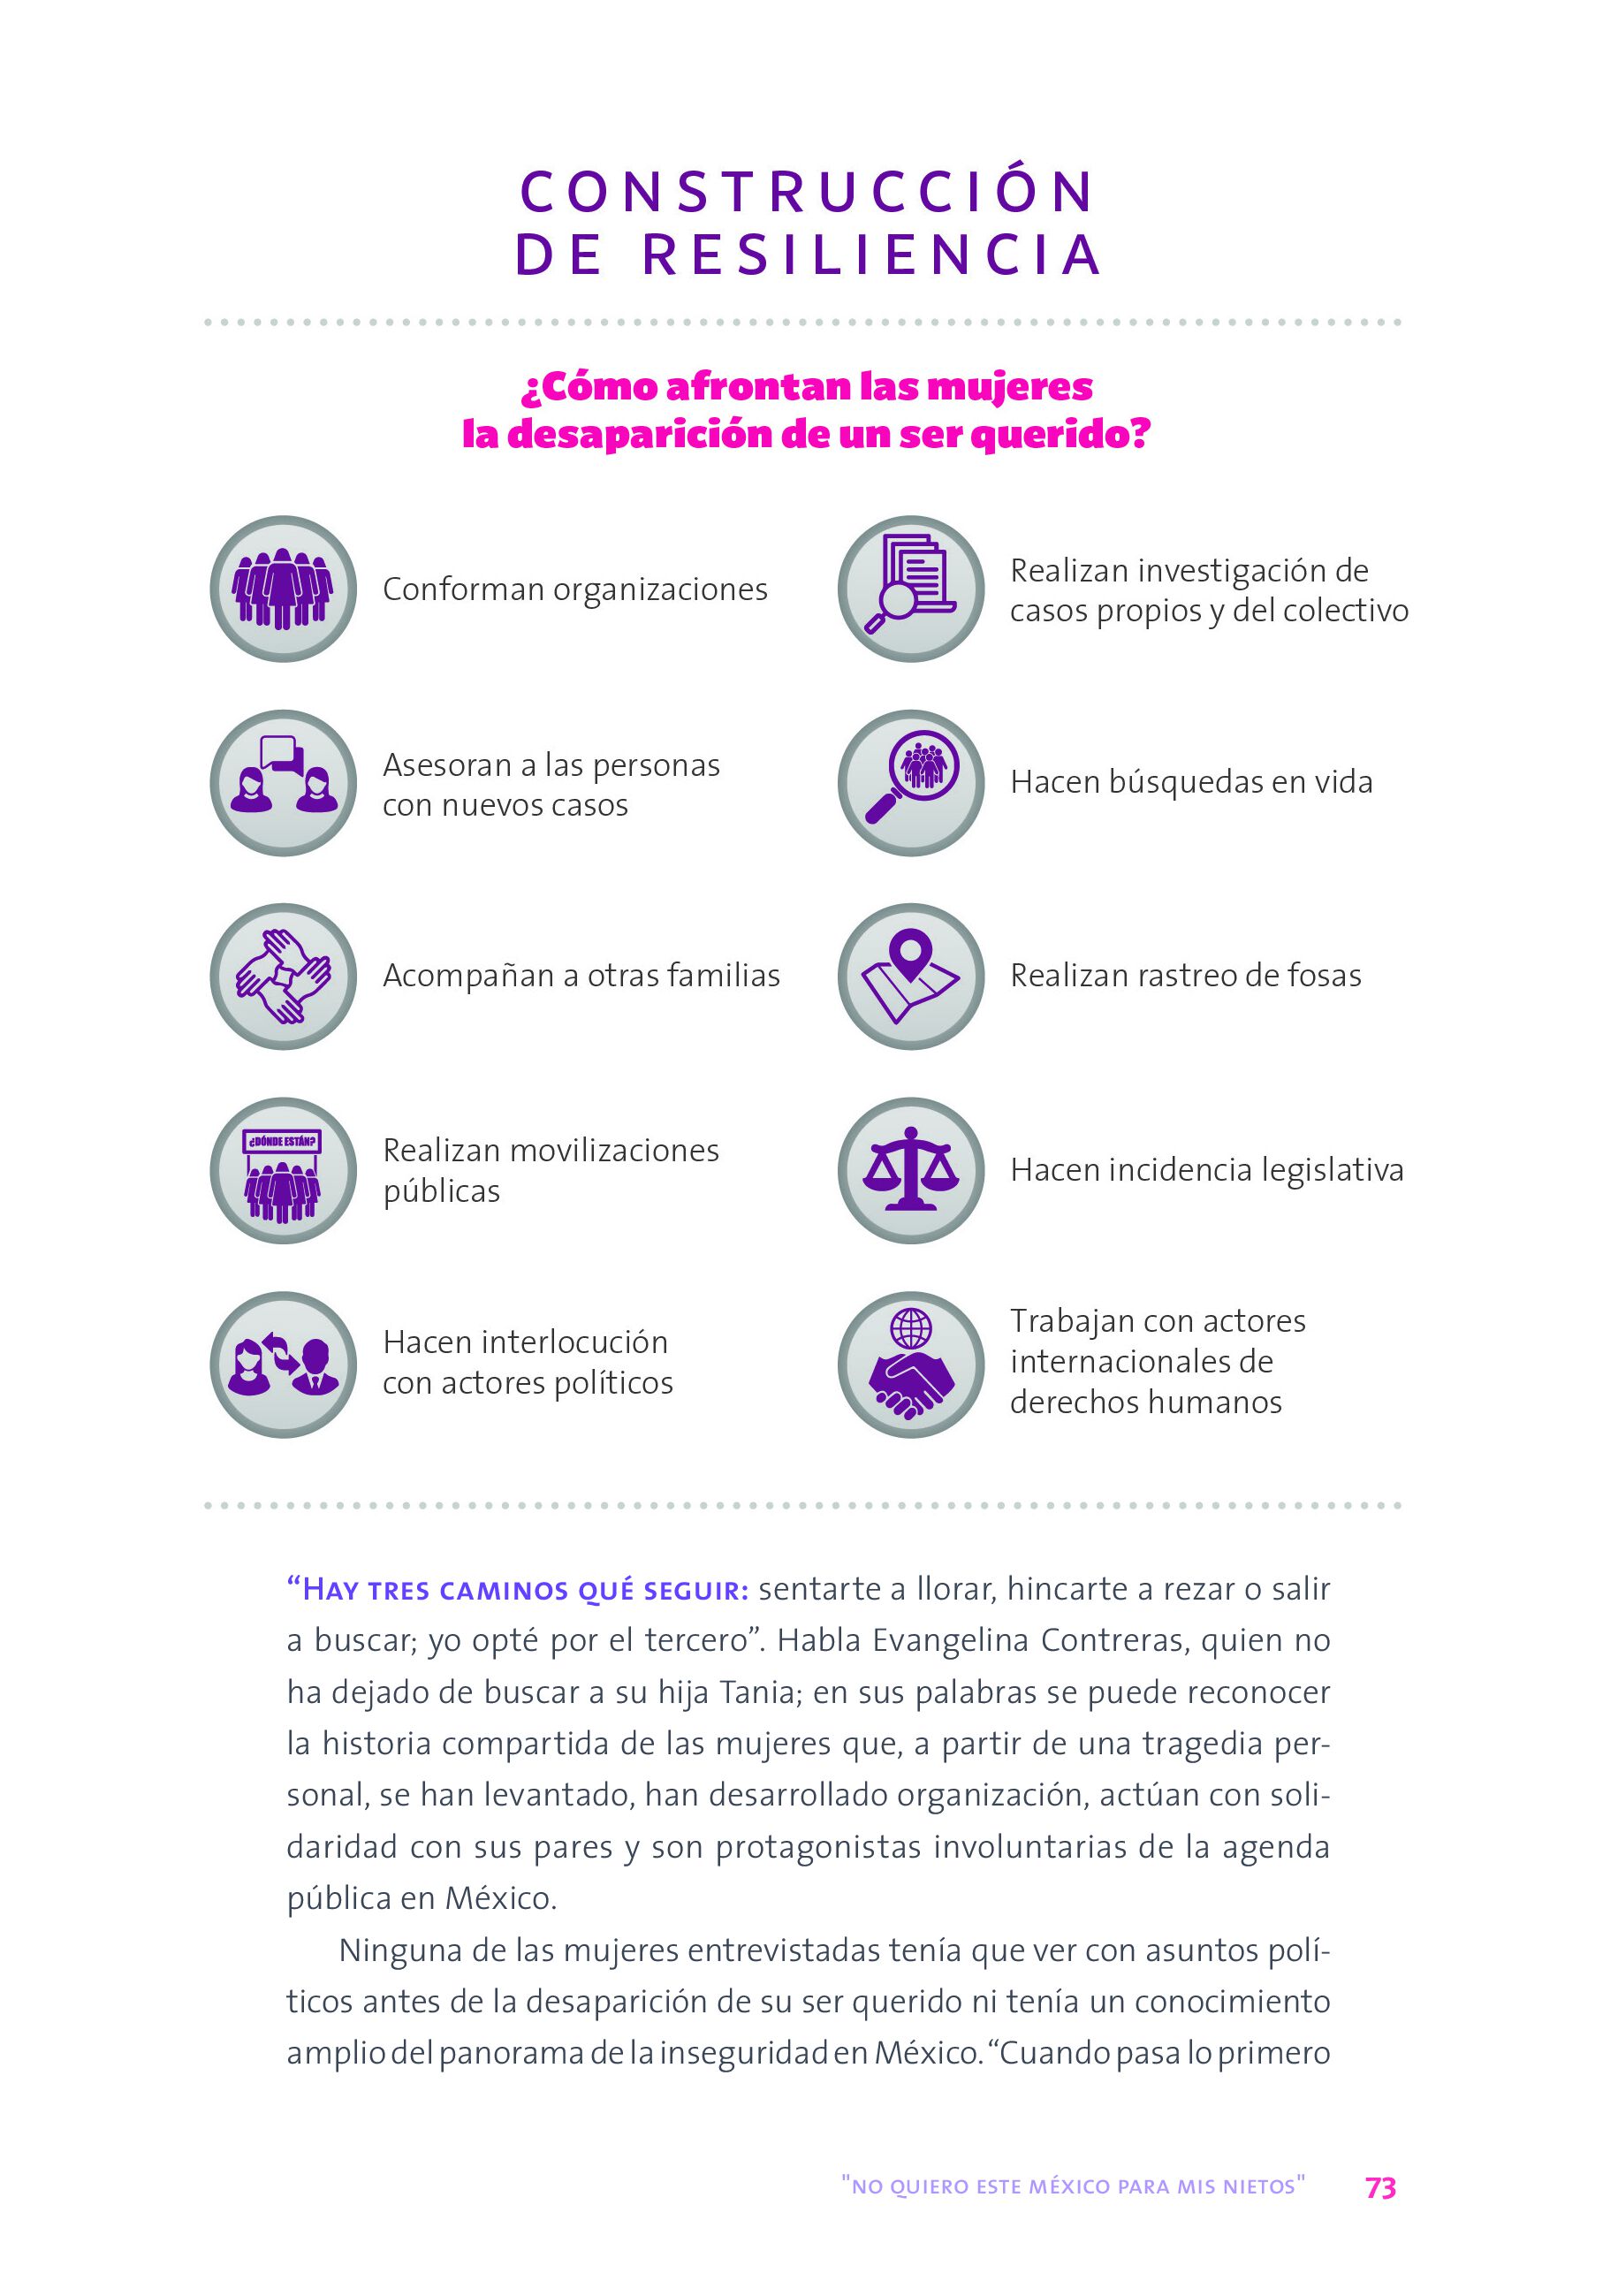 CONSTRUCCIÓN
DE RESILIENCIA
¿Cómo afrontan las mujeres
la desaparición de un ser querido?
Conforman organizaciones
Asesoran a las personas
con nuevos casos
Acompañan a otras familias
¿DÓNDE ESTÁN?
Realizan movilizaciones
públicas
Hacen interlocución
con actores políticos
Realizan investigación de
casos propios y del colectivo
Hacen búsquedas en vida
Realizan rastreo de fosas
Hacen incidencia legislativa
Trabajan con actores
internacionales de
derechos humanos
“HAY TRES CAMINOS QUÉ SEGUIR: sentarte a llorar, hincarte a rezar o salir
a buscar; yo opté por el tercero”. Habla Evangelina Contreras, quien no
ha dejado de buscar a su hija Tania; en sus palabras se puede reconocer
la historia compartida de las mujeres que, a partir de una tragedia per-
sonal, se han levantado, han desarrollado organización, actúan con soli-
daridad con sus pares y son protagonistas involuntarias de la agenda
pública en México.
Ninguna de las mujeres entrevistadas tenía que ver con asuntos polí-
ticos antes de la desaparición de su ser querido ni tenía un conocimiento
amplio del panorama de la inseguridad en México. “Cuando pasa lo primero
"NO QUIERO ESTE MÉXICO PARA MIS NIETOS" 73